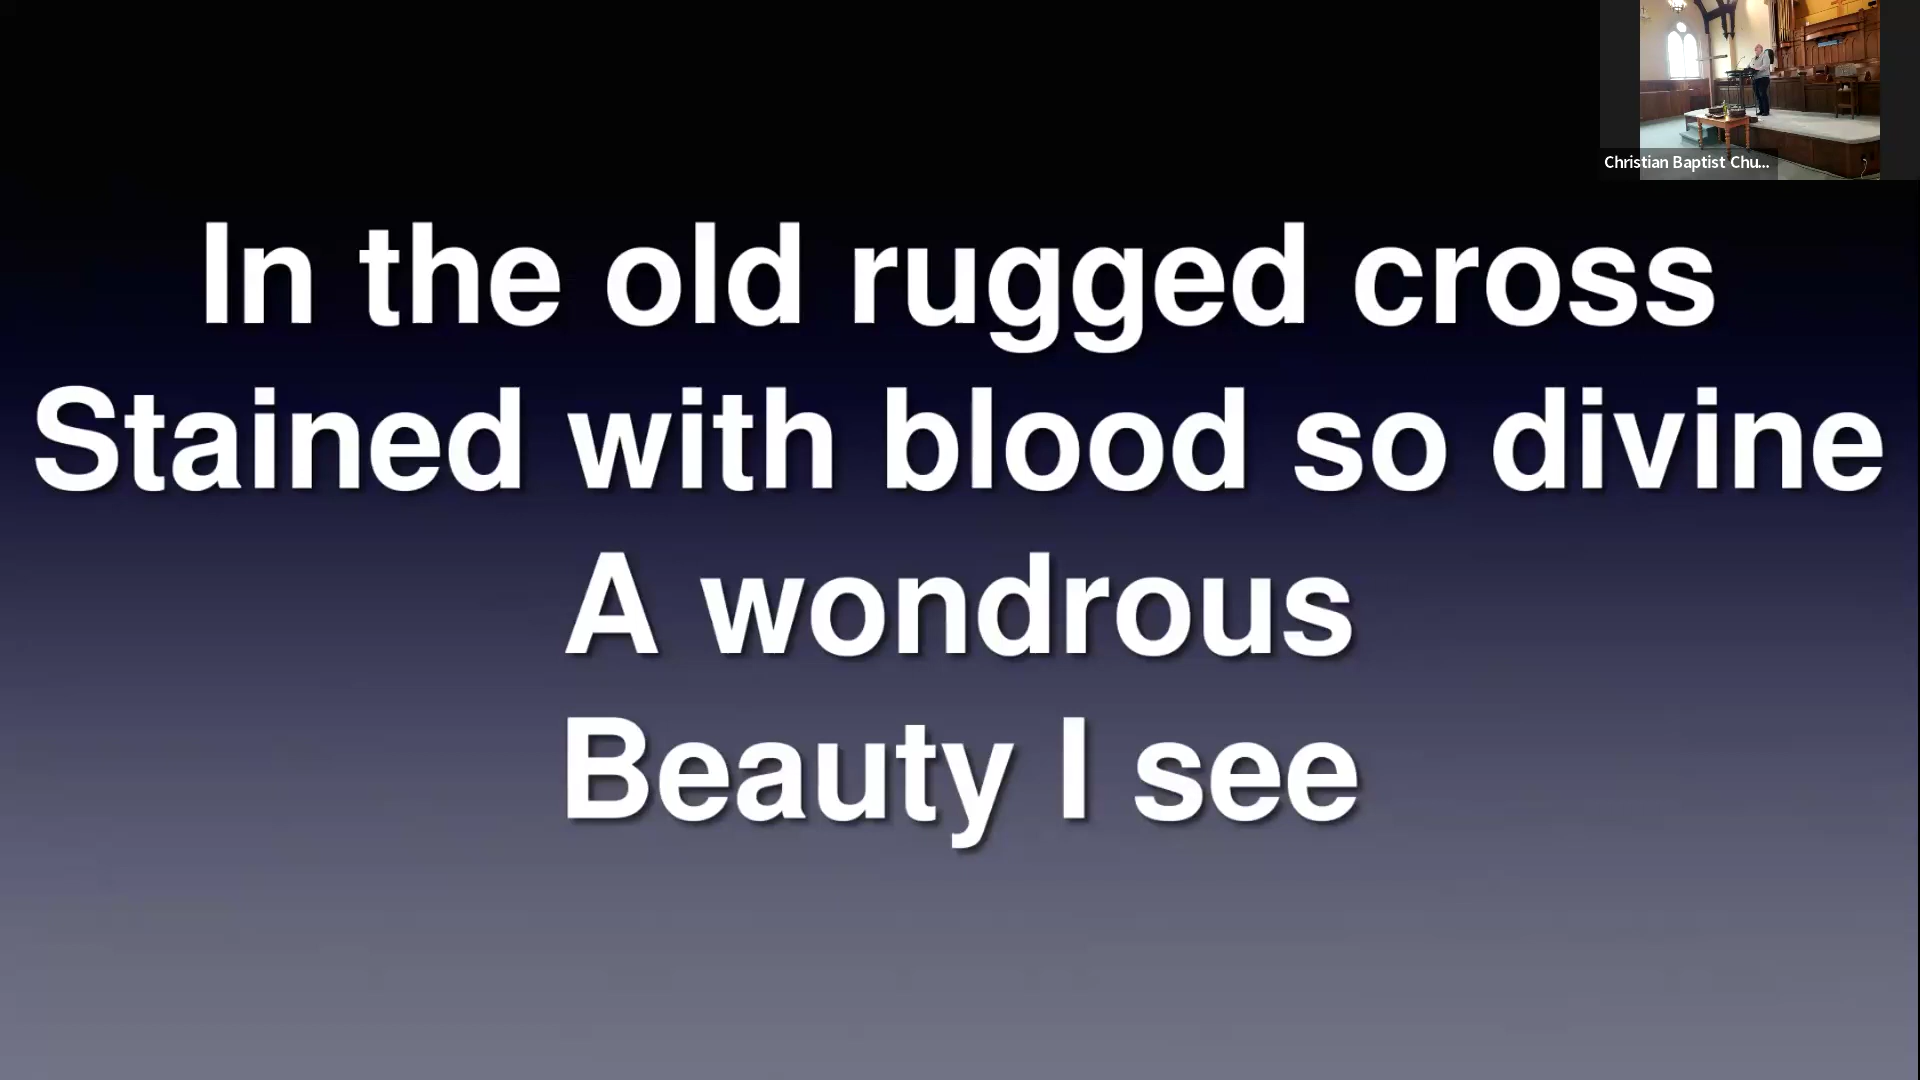 Christian Baptist Chu...
In the old rugged cross
Stained with blood so divine
A wondrous
Beauty I see